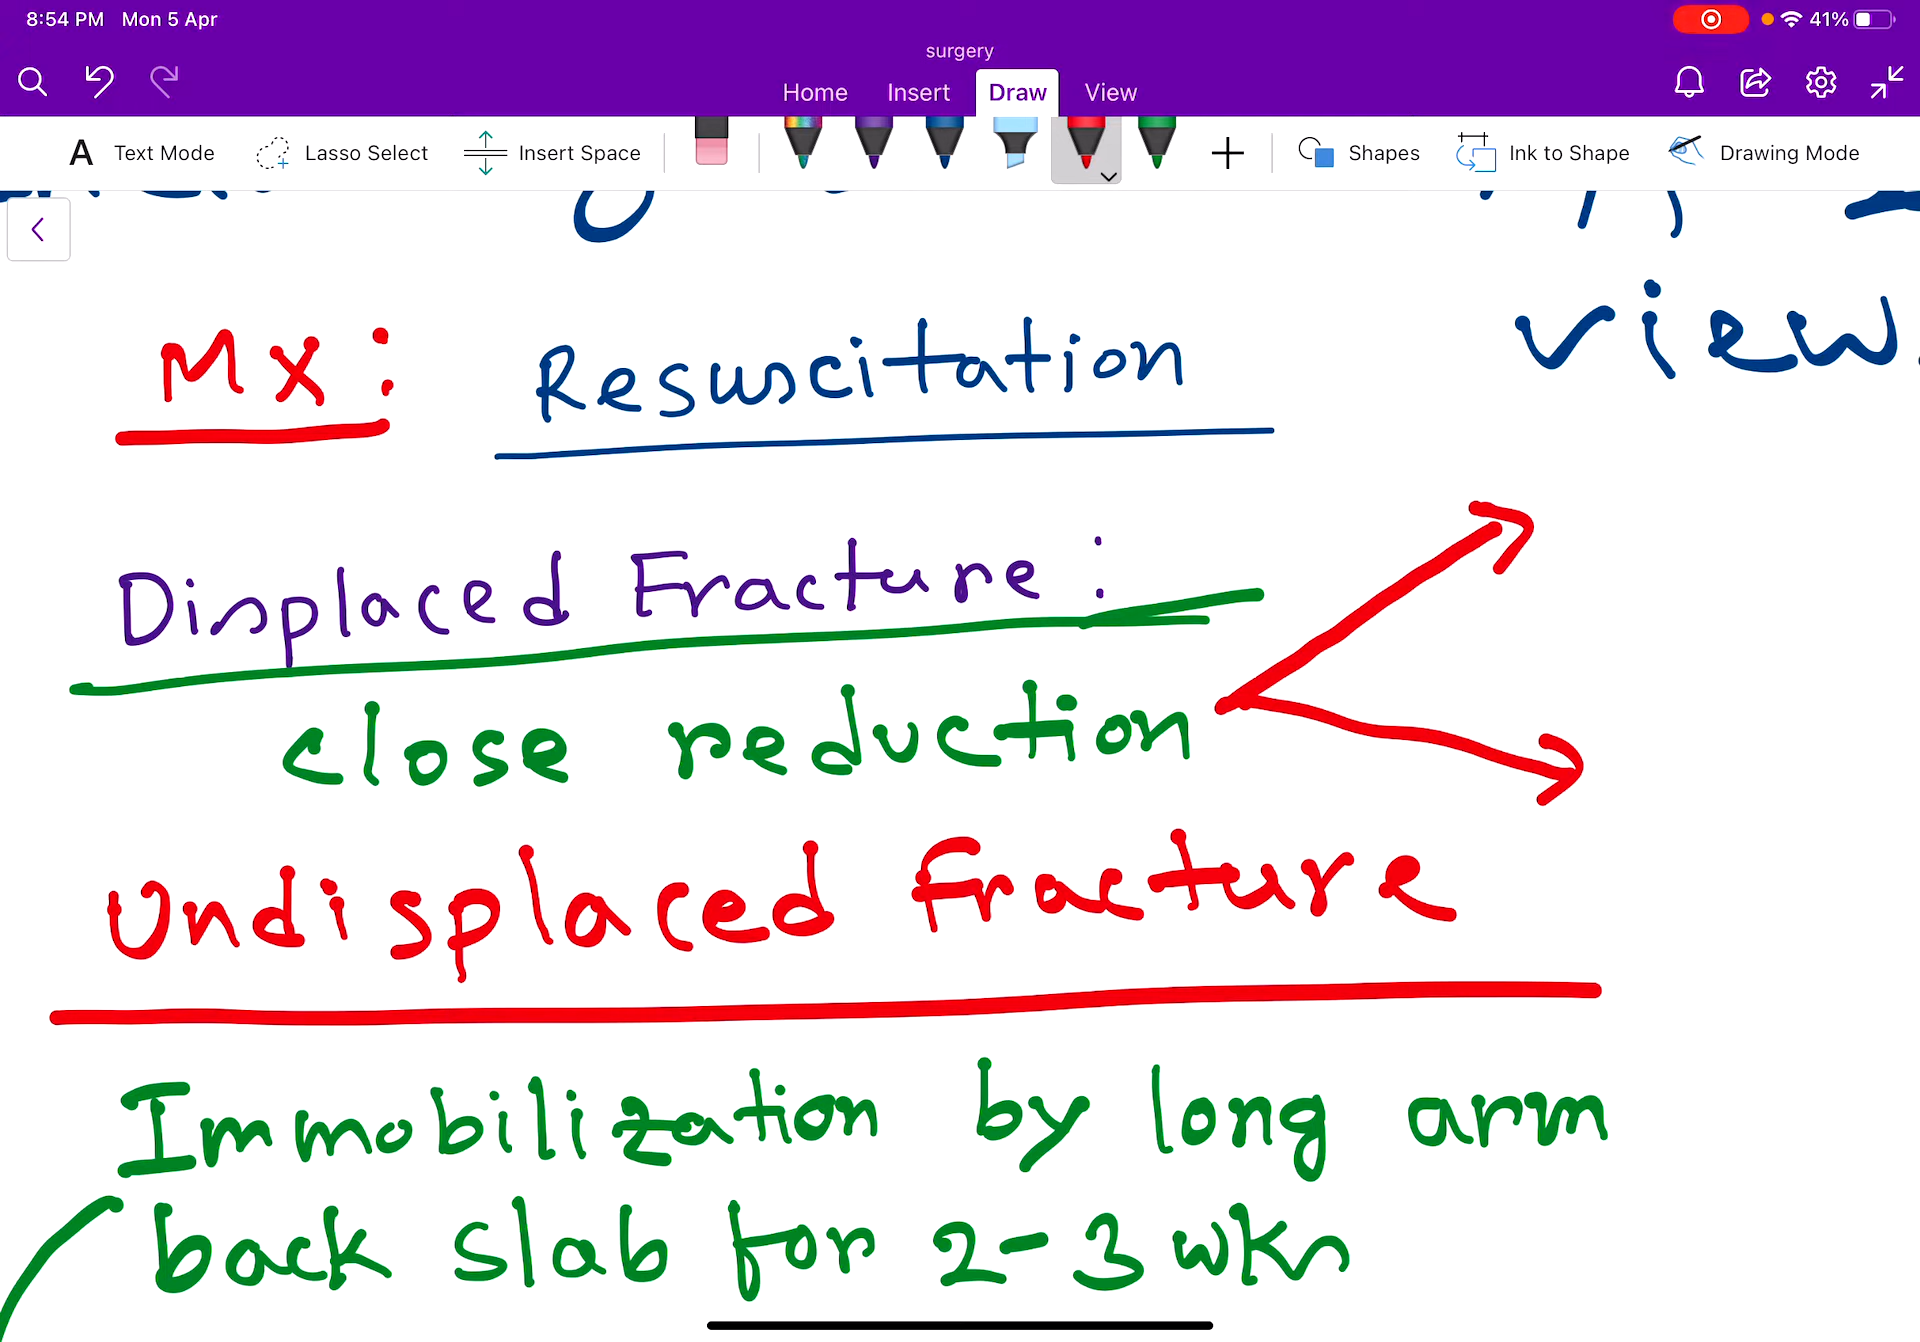 8:54 PM Mon 5 Apr
41%
surgery
Home Insert Draw View
A Text Mode Lasso Select Insert Space Shapes Ink to Shape Drawing Mode
view.
Mx: Resuscitation
Displaced Fracture:
close reduction
Undisplaced Fracture
Immobilization by long arm
back slab for 2-3 wks